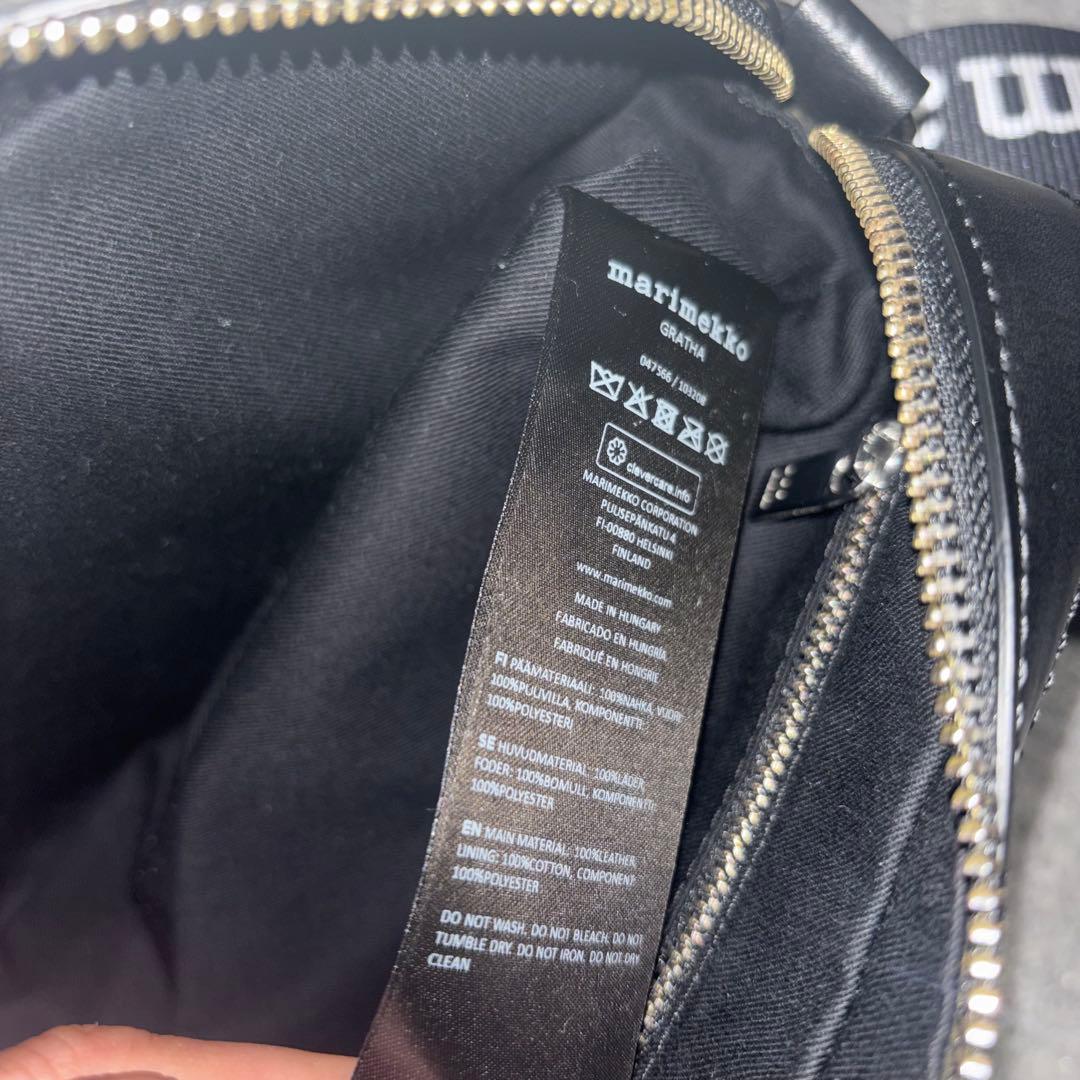 marimekko
GRATHA
047566 / 103208
clevercare.info
MARIMEKKO CORPORATION
PUUSEPÄNKATU 4
FI-00880 HELSINKI
FINLAND
www.marimekko.com
MADE IN HUNGARY
FABRICADO EN HUNGRIA
FABRIQUÉ EN HONGRIE
FI PÄÄMATERIAALI: 100%NAHKA, VUORI:
100%PUUVILLA, KOMPONENTTI:
100%POLYESTERI
SE HUVUDMATERIAL: 100%LÄDER
FODER: 100%BOMULL, KOMPONENT:
100%POLYESTER
EN MAIN MATERIAL: 100%LEATHER
LINING: 100%COTTON, COMPONENT:
100%POLYESTER
DO NOT WASH. DO NOT BLEACH. DO NOT
TUMBLE DRY. DO NOT IRON. DO NOT DRY
CLEAN